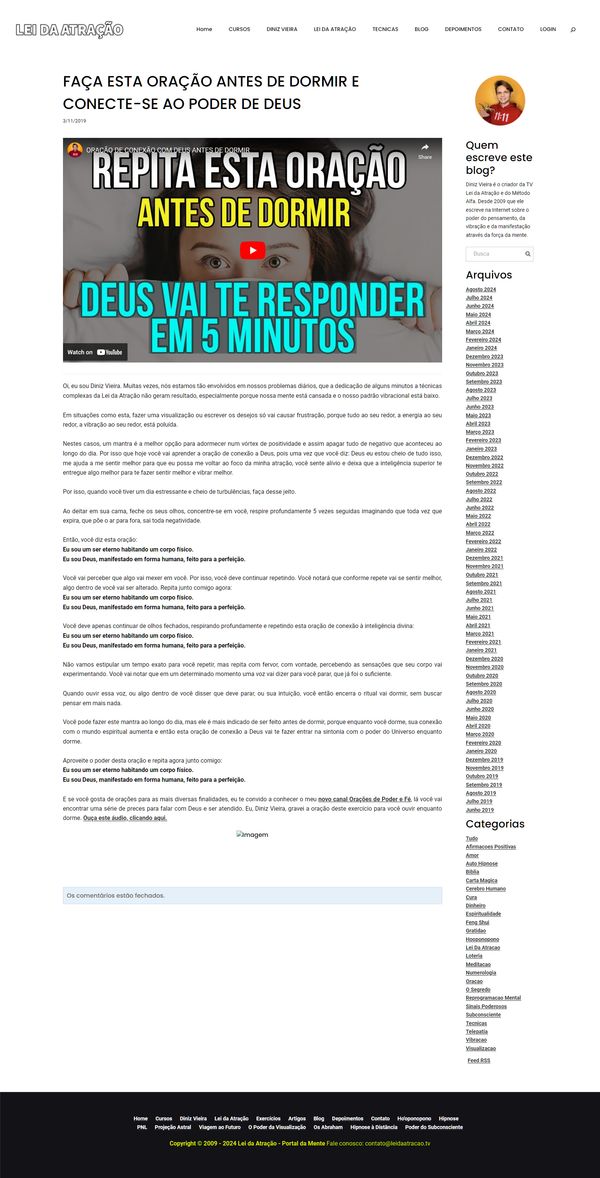 LEI DA ATRAÇÃO
Home CURSOS DINIZ VIEIRA LEI DA ATRAÇÃO TECNICAS BLOG DEPOIMENTOS CONTATO LOGIN
FAÇA ESTA ORAÇÃO ANTES DE DORMIR E
CONECTE-SE AO PODER DE DEUS
3/11/2019
ORAÇÃO DE CONEXÃO COM DEUS ANTES DE DORMIR
Share
REPITA ESTA ORAÇÃO
ANTES DE DORMIR
DEUS VAI TE RESPONDER
EM 5 MINUTOS
Watch on YouTube
Oi, eu sou Diniz Vieira. Muitas vezes, nós estamos tão envolvidos em nossos problemas diários, que a dedicação de alguns minutos a técnicas
complexas da Lei da Atração não geram resultado, especialmente porque nossa mente está cansada e o nosso padrão vibracional está baixo.
Em situações como esta, fazer uma visualização ou escrever os desejos só vai causar frustração, porque tudo ao seu redor, a energia ao seu
redor, a vibração ao seu redor, está poluída.
Nestes casos, um mantra é a melhor opção para adormecer num vórtex de positividade e assim apagar tudo de negativo que aconteceu ao
longo do dia. Por isso que hoje você vai aprender a oração de conexão a Deus, pois uma vez que você diz: Deus eu estou cheio de tudo isso,
me ajuda a me sentir melhor para que eu possa me voltar ao foco da minha atração, você sente alívio e deixa que a inteligência superior te
entregue algo melhor para te fazer sentir melhor e vibrar melhor.
Por isso, quando você tiver um dia estressante e cheio de turbulências, faça desse jeito.
Ao deitar em sua cama, feche os seus olhos, concentre-se em você, respire profundamente 5 vezes seguidas imaginando que toda vez que
expira, que põe o ar para fora, sai toda negatividade.
Então, você diz esta oração:
Eu sou um ser eterno habitando um corpo físico.
Eu sou Deus, manifestado em forma humana, feito para a perfeição.
Você vai perceber que algo vai mexer em você. Por isso, você deve continuar repetindo. Você notará que conforme repete vai se sentir melhor,
algo dentro de você vai ser alterado. Repita junto comigo agora:
Eu sou um ser eterno habitando um corpo físico.
Eu sou Deus, manifestado em forma humana, feito para a perfeição.
Você deve apenas continuar de olhos fechados, respirando profundamente e repetindo esta oração de conexão à inteligência divina:
Eu sou um ser eterno habitando um corpo físico.
Eu sou Deus, manifestado em forma humana, feito para a perfeição.
Não vamos estipular um tempo exato para você repetir, mas repita com fervor, com vontade, percebendo as sensações que seu corpo vai
experimentando. Você vai notar que em um determinado momento uma voz vai dizer para você parar, que já foi o suficiente.
Quando ouvir essa voz, ou algo dentro de você disser que deve parar, ou sua intuição, você então encerra o ritual vai dormir, sem buscar
pensar em mais nada.
Você pode fazer este mantra ao longo do dia, mas ele é mais indicado de ser feito antes de dormir, porque enquanto você dorme, sua conexão
com o mundo espiritual aumenta e então esta oração de conexão a Deus vai te fazer entrar na sintonia com o poder do Universo enquanto
dorme.
Aproveite o poder desta oração e repita agora junto comigo:
Eu sou um ser eterno habitando um corpo físico.
Eu sou Deus, manifestado em forma humana, feito para a perfeição.
E se você gosta de orações para as mais diversas finalidades, eu te convido a conhecer o meu novo canal Orações de Poder e Fé, lá você vai
encontrar uma série de preces para falar com Deus e ser atendido. Eu, Diniz Vieira, gravei a oração deste exercício para você ouvir enquanto
dorme. Ouça este áudio, clicando aqui.
Imagem
Os comentários estão fechados.
11:11
Quem
escreve este
blog?
Diniz Vieira é o criador da TV
Lei da Atração e do Método
Alfa. Desde 2009 que ele
escreve na Internet sobre o
poder do pensamento, da
vibração e da manifestação
através da força da mente.
Busca
Arquivos
Agosto 2024
Julho 2024
Junho 2024
Maio 2024
Abril 2024
Março 2024
Fevereiro 2024
Janeiro 2024
Dezembro 2023
Novembro 2023
Outubro 2023
Setembro 2023
Agosto 2023
Julho 2023
Junho 2023
Maio 2023
Abril 2023
Março 2023
Fevereiro 2023
Janeiro 2023
Dezembro 2022
Novembro 2022
Outubro 2022
Setembro 2022
Agosto 2022
Julho 2022
Junho 2022
Maio 2022
Abril 2022
Março 2022
Fevereiro 2022
Janeiro 2022
Dezembro 2021
Novembro 2021
Outubro 2021
Setembro 2021
Agosto 2021
Julho 2021
Junho 2021
Maio 2021
Abril 2021
Março 2021
Fevereiro 2021
Janeiro 2021
Dezembro 2020
Novembro 2020
Outubro 2020
Setembro 2020
Agosto 2020
Julho 2020
Junho 2020
Maio 2020
Abril 2020
Março 2020
Fevereiro 2020
Janeiro 2020
Dezembro 2019
Novembro 2019
Outubro 2019
Setembro 2019
Agosto 2019
Julho 2019
Junho 2019
Categorias
Tudo
Afirmacoes Positivas
Amor
Auto Hipnose
Bíblia
Carta Magica
Cerebro Humano
Cura
Dinheiro
Espiritualidade
Feng Shui
Gratidao
Hooponopono
Lei Da Atracao
Loteria
Meditacao
Numerologia
Oracao
O Segredo
Reprogramacao Mental
Sinais Poderosos
Subconsciente
Tecnicas
Telepatia
Vibracao
Visualizacao
Feed RSS
Home Cursos Diniz Vieira Lei da Atração Exercícios Artigos Blog Depoimentos Contato Ho'oponopono Hipnose
PNL Projeção Astral Viagem ao Futuro O Poder da Visualização Os Abraham Hipnose à Distância Poder do Subconsciente
Copyright © 2009 - 2024 Lei da Atração - Portal da Mente Fale conosco: contato@leidaatracao.tv